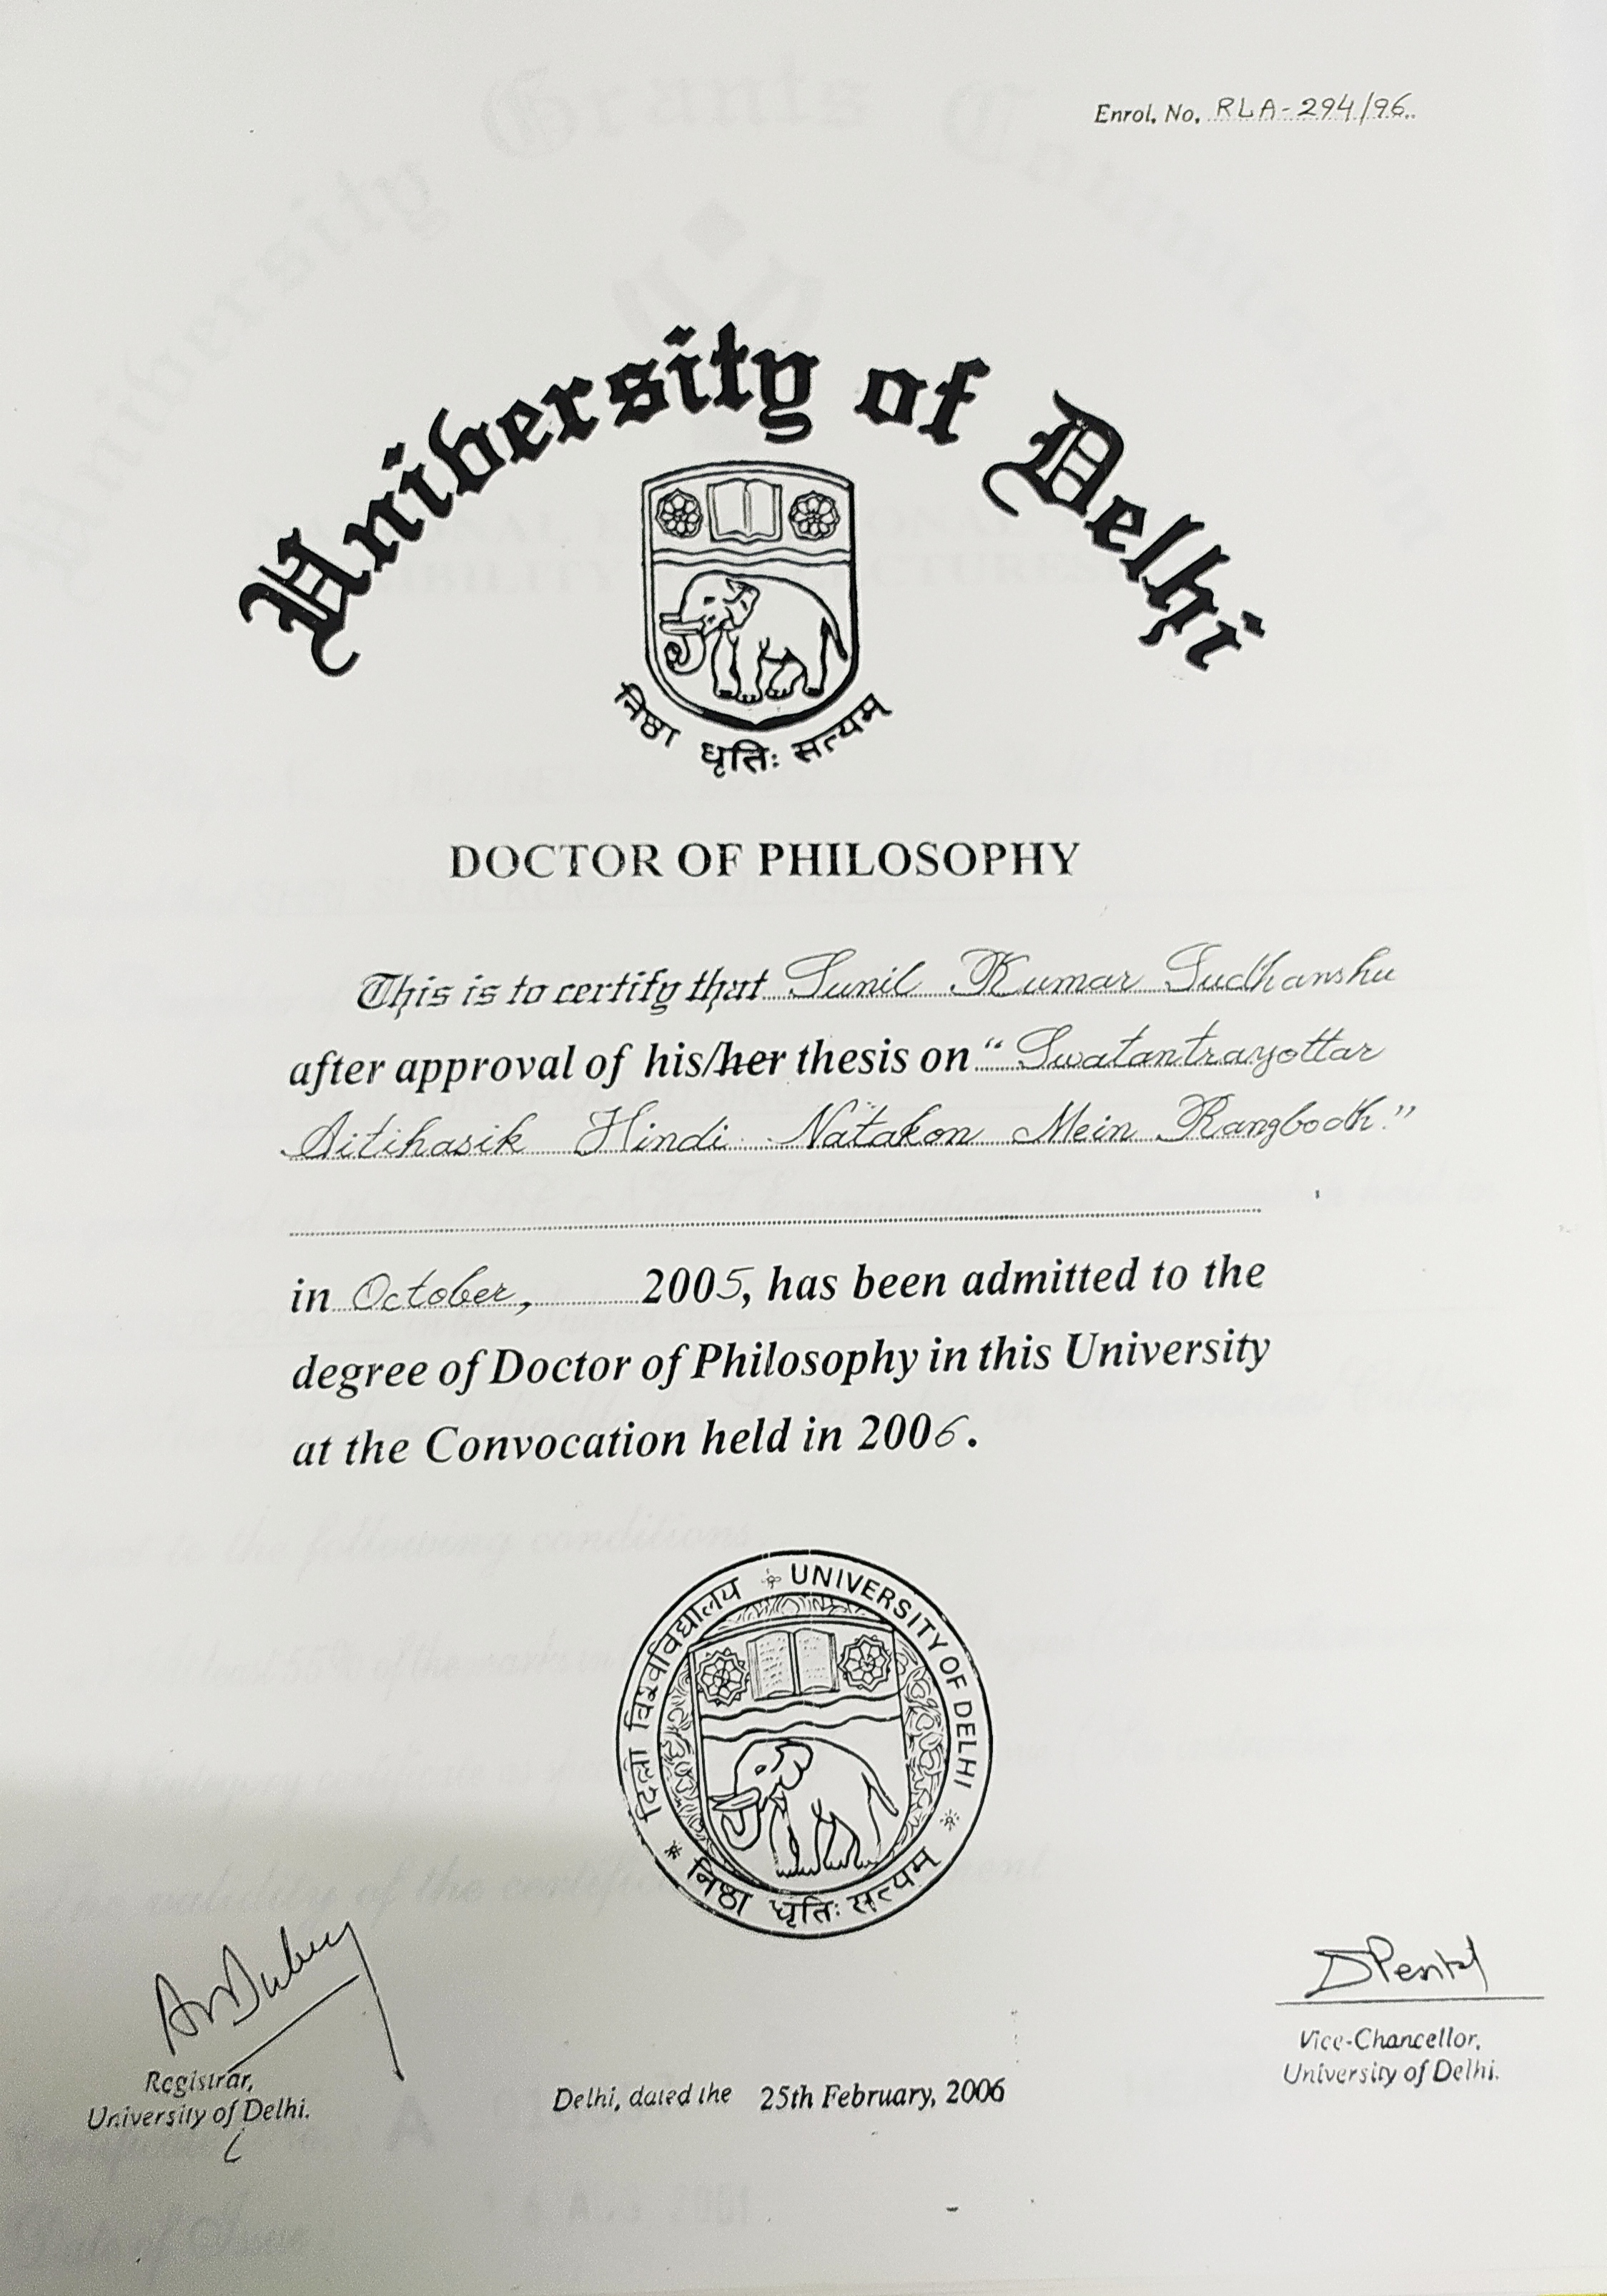 Enrol. No. RLA-294/96
University of Delhi
निष्ठा धृतिः सत्यम्
DOCTOR OF PHILOSOPHY
This is to certify that Sunil Kumar Sudhanshu
after approval of his/her thesis on "Swatantrayottar
Aitihasik Hindi Natakon Mein Rangbodh."
in October, 2005, has been admitted to the
degree of Doctor of Philosophy in this University
at the Convocation held in 2006.
दिल्ली विश्वविद्यालय UNIVERSITY OF DELHI
निष्ठा धृतिः सत्यम्
DPental
Registrar,
University of Delhi.
Delhi, dated the 25th February, 2006
Vice-Chancellor,
University of Delhi.